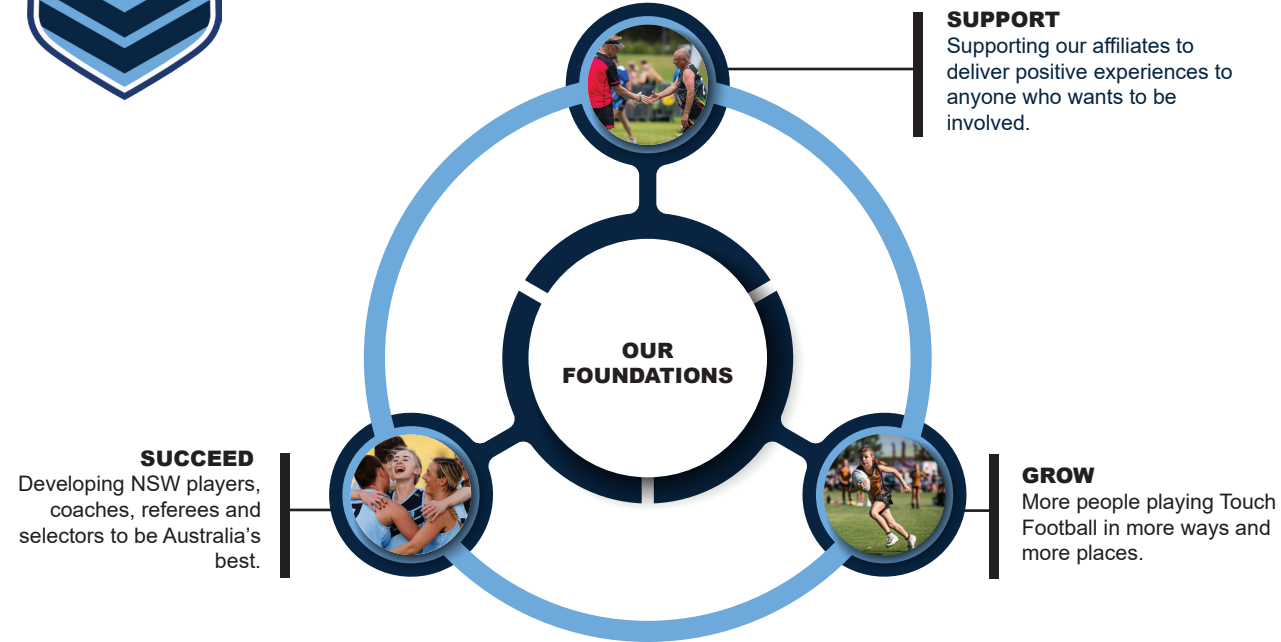 SUPPORT
Supporting our affiliates to
deliver positive experiences to
anyone who wants to be
involved.
OUR
FOUNDATIONS
SUCCEED
Developing NSW players,
coaches, referees and
selectors to be Australia’s
best.
GROW
More people playing Touch
Football in more ways and
more places.